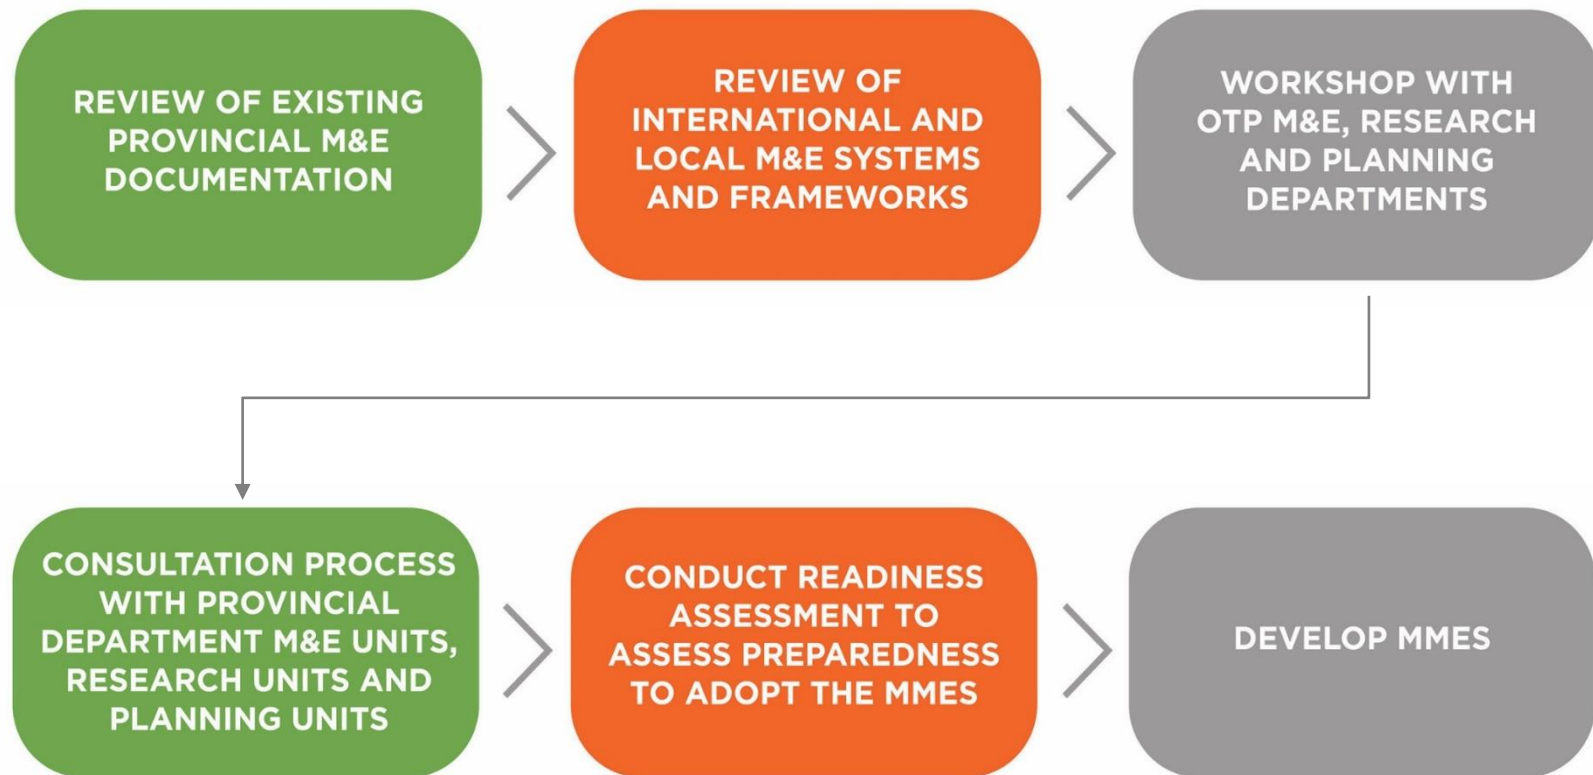 REVIEW OF EXISTING
PROVINCIAL M&E
DOCUMENTATION
REVIEW OF
INTERNATIONAL AND
LOCAL M&E SYSTEMS
AND FRAMEWORKS
WORKSHOP WITH
OTP M&E, RESEARCH
AND PLANNING
DEPARTMENTS
CONSULTATION PROCESS
WITH PROVINCIAL
DEPARTMENT M&E UNITS,
RESEARCH UNITS AND
PLANNING UNITS
CONDUCT READINESS
ASSESSMENT TO
ASSESS PREPAREDNESS
TO ADOPT THE MMES
DEVELOP MMES